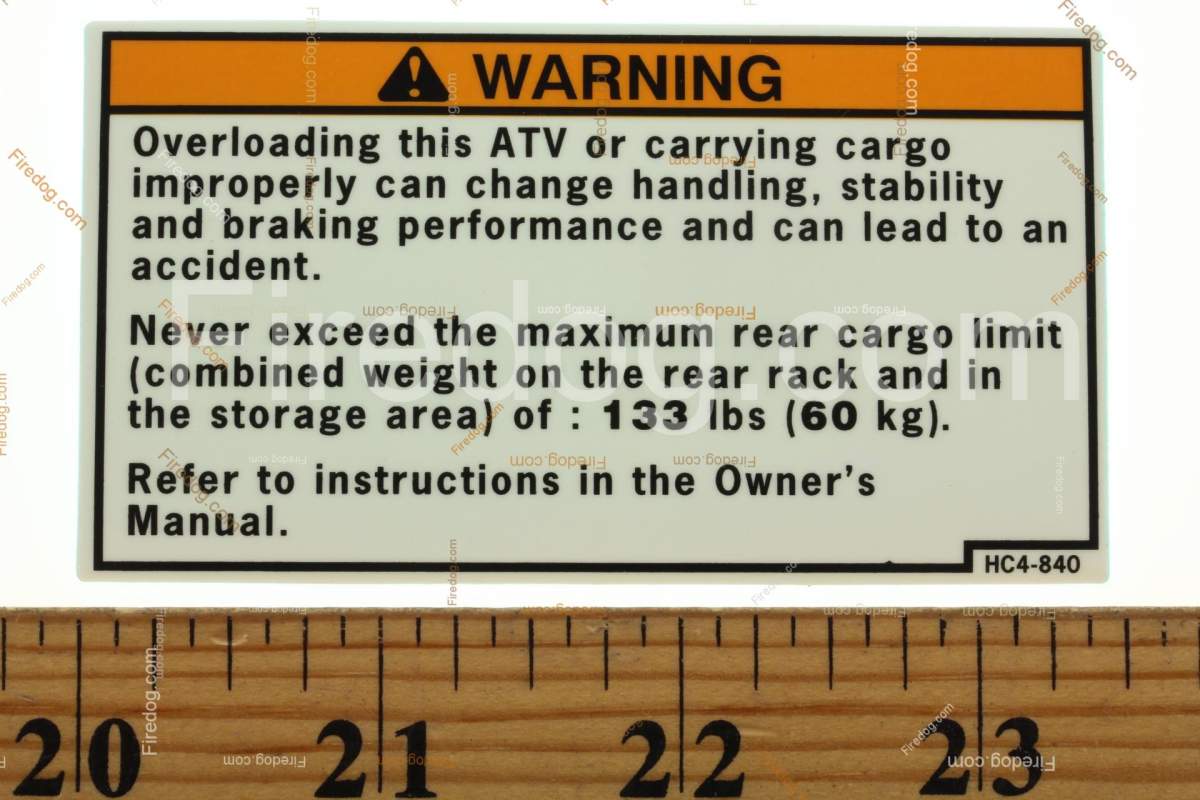 WARNING
Overloading this ATV or carrying cargo
improperly can change handling, stability
and braking performance and can lead to an
accident.
Never exceed the maximum rear cargo limit
(combined weight on the rear rack and in
the storage area) of : 133 lbs (60 kg).
Refer to instructions in the Owner's
Manual.
HC4-840
Firedog.com
20 21 22 23